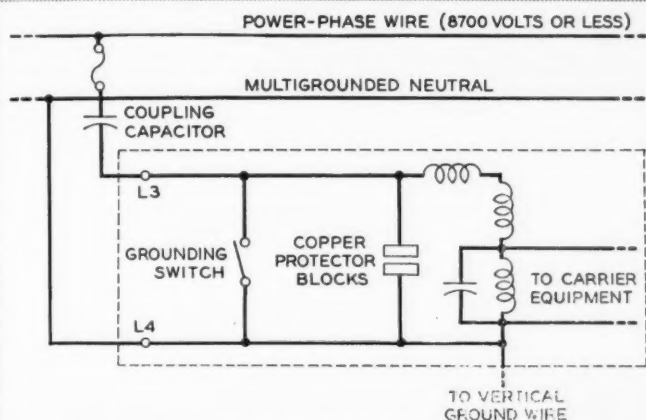 POWER-PHASE WIRE (8700 VOLTS OR LESS)
MULTIGROUNDED NEUTRAL
COUPLING
CAPACITOR
L3
GROUNDING
SWITCH
COPPER
PROTECTOR
BLOCKS
TO CARRIER
EQUIPMENT
L4
TO VERTICAL
GROUND WIRE